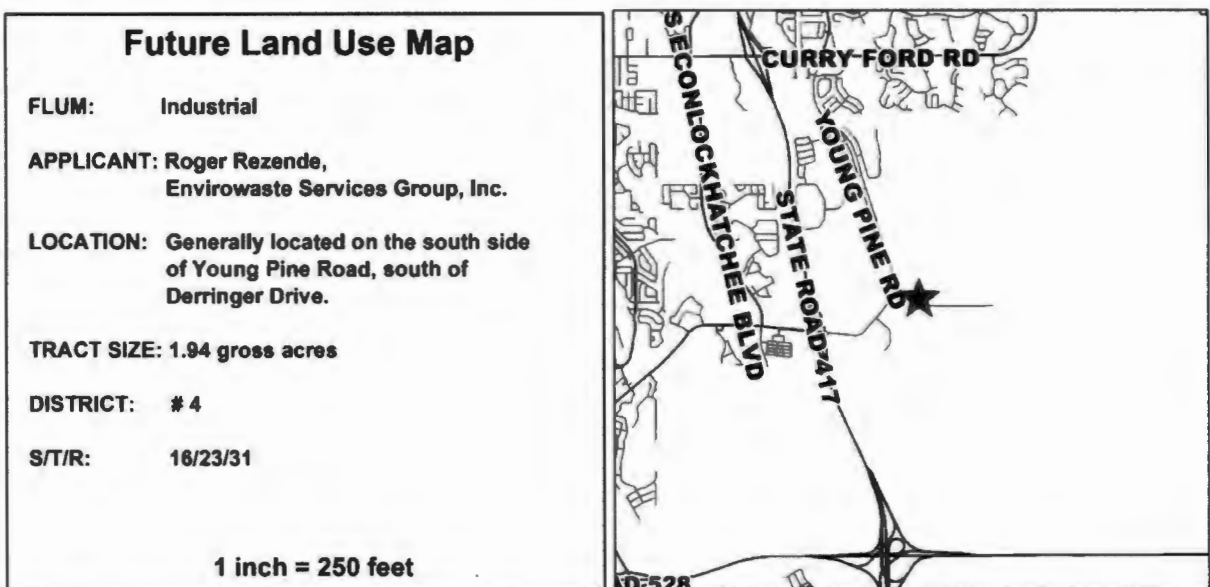 Future Land Use Map
FLUM: Industrial
APPLICANT: Roger Rezende,
Envirowaste Services Group, Inc.
LOCATION: Generally located on the south side
of Young Pine Road, south of
Derringer Drive.
TRACT SIZE: 1.94 gross acres
DISTRICT: # 4
S/T/R: 16/23/31
1 inch = 250 feet
CURRY FORD RD
S ECONLOCKHATCHEE BLVD
YOUNG PINE RD
STATE ROAD 417
D-528